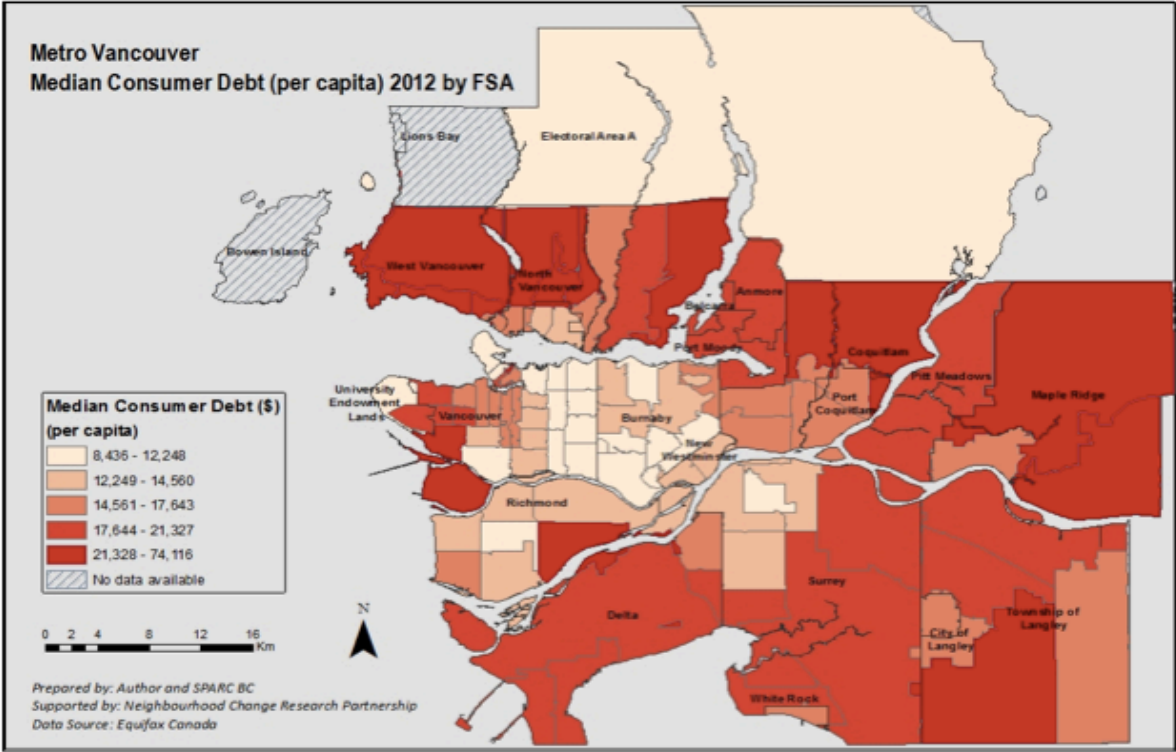 Metro Vancouver
Median Consumer Debt (per capita) 2012 by FSA
Lions Bay
Electoral Area A
Bowen Island
West Vancouver
North
Vancouver
Anmore
Belcarra
Port Moody
Coquitlam
Pitt Meadows
Maple Ridge
University
Endowment
Lands
Vancouver
Burnaby
Port
Coquitlam
New
Westminster
Richmond
Delta
Surrey
Township of
Langley
City of
Langley
White Rock
Median Consumer Debt ($)
(per capita)
8,436 - 12,248
12,249 - 14,560
14,561 - 17,643
17,644 - 21,327
21,328 - 74,116
No data available
N
0 2 4 8 12 16
Km
Prepared by: Author and SPARC BC
Supported by: Neighbourhood Change Research Partnership
Data Source: Equifax Canada